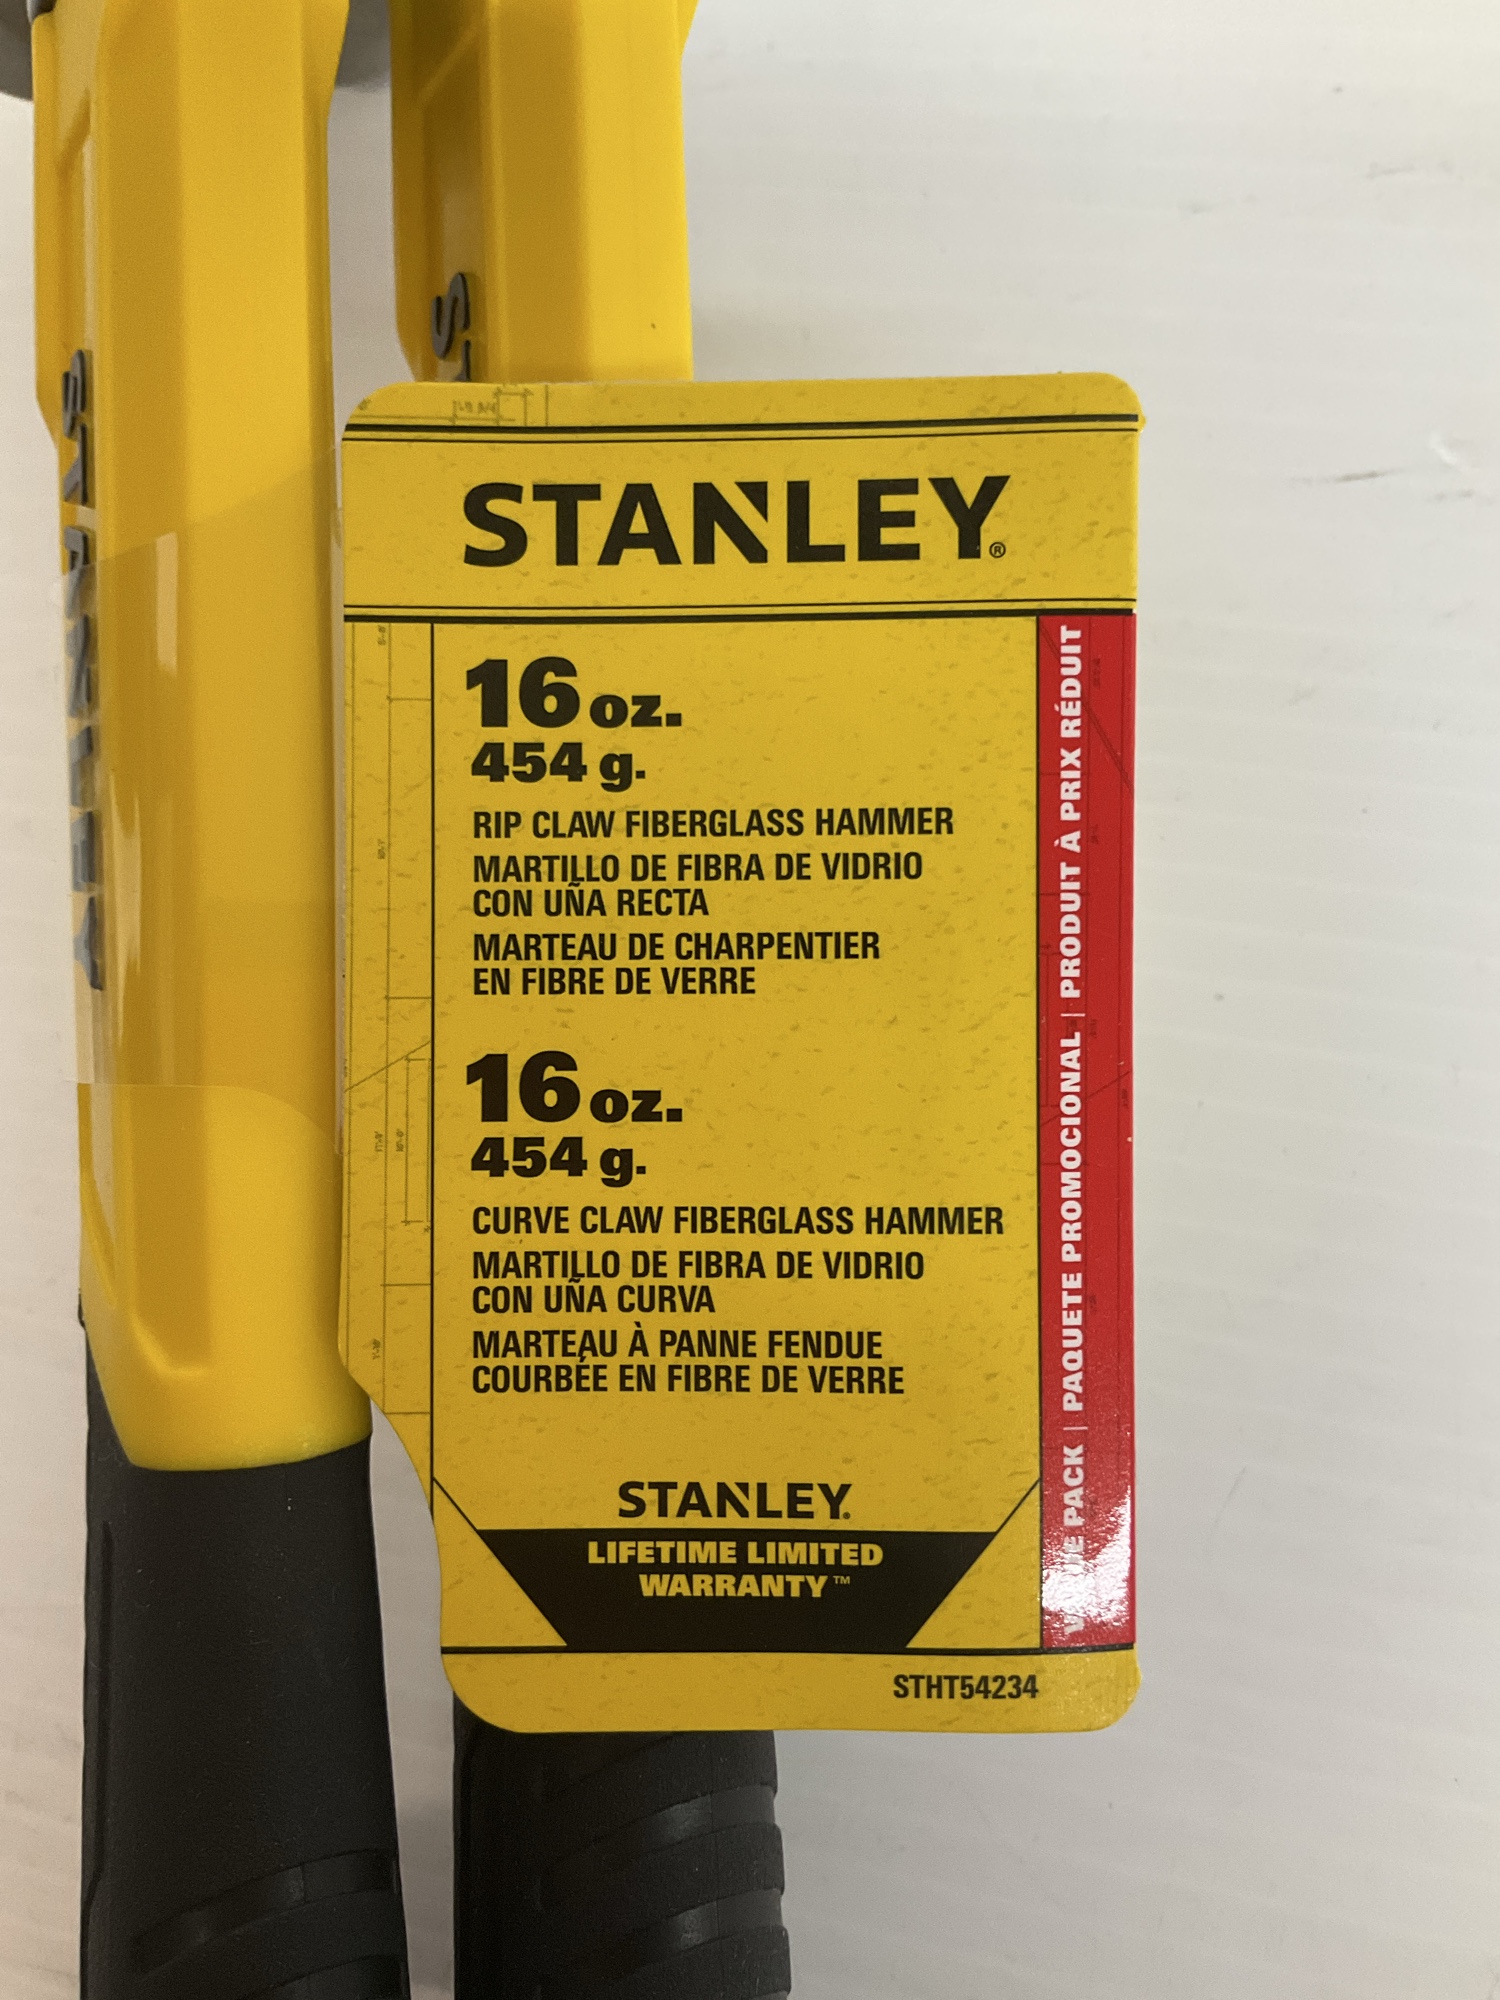 STANLEY
S
STANLEY®
16 oz.
454 g.
RIP CLAW FIBERGLASS HAMMER
MARTILLO DE FIBRA DE VIDRIO
CON UÑA RECTA
MARTEAU DE CHARPENTIER
EN FIBRE DE VERRE
16 oz.
454 g.
CURVE CLAW FIBERGLASS HAMMER
MARTILLO DE FIBRA DE VIDRIO
CON UÑA CURVA
MARTEAU À PANNE FENDUE
COURBÉE EN FIBRE DE VERRE
STANLEY®
LIFETIME LIMITED
WARRANTY™
STHT54234
VALUE PACK | PAQUETE PROMOCIONAL | PRODUIT À PRIX RÉDUIT